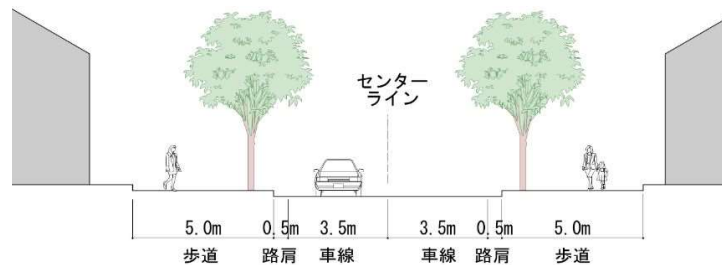 センター
ライン
5.0m 0.5m 3.5m 3.5m 0.5m 5.0m
歩道 路肩 車線 車線 路肩 歩道